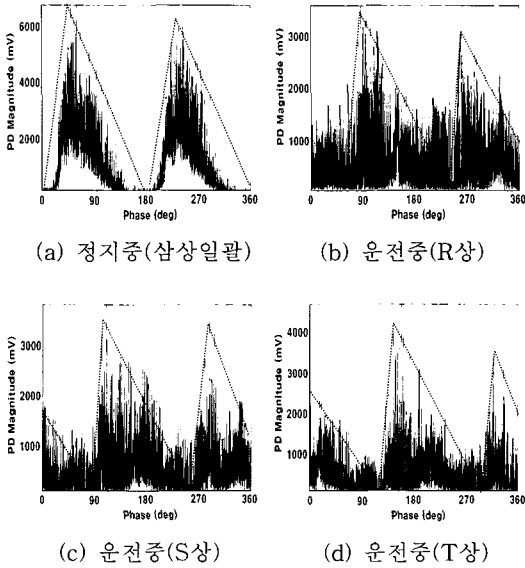 PD Magnitude (mV)
6000
4000
2000
0 90 180 270 360
Phase (deg)
(a) 정지중(삼상일괄)
PD Magnitude (mV)
3000
2000
1000
0 90 180 270 360
Phase (deg)
(b) 운전중(R상)
PD Magnitude (mV)
3000
2000
1000
0 90 180 270 360
Phase (deg)
(c) 운전중(S상)
PD Magnitude (mV)
4000
3000
2000
1000
0 90 180 270 360
Phase (deg)
(d) 운전중(T상)